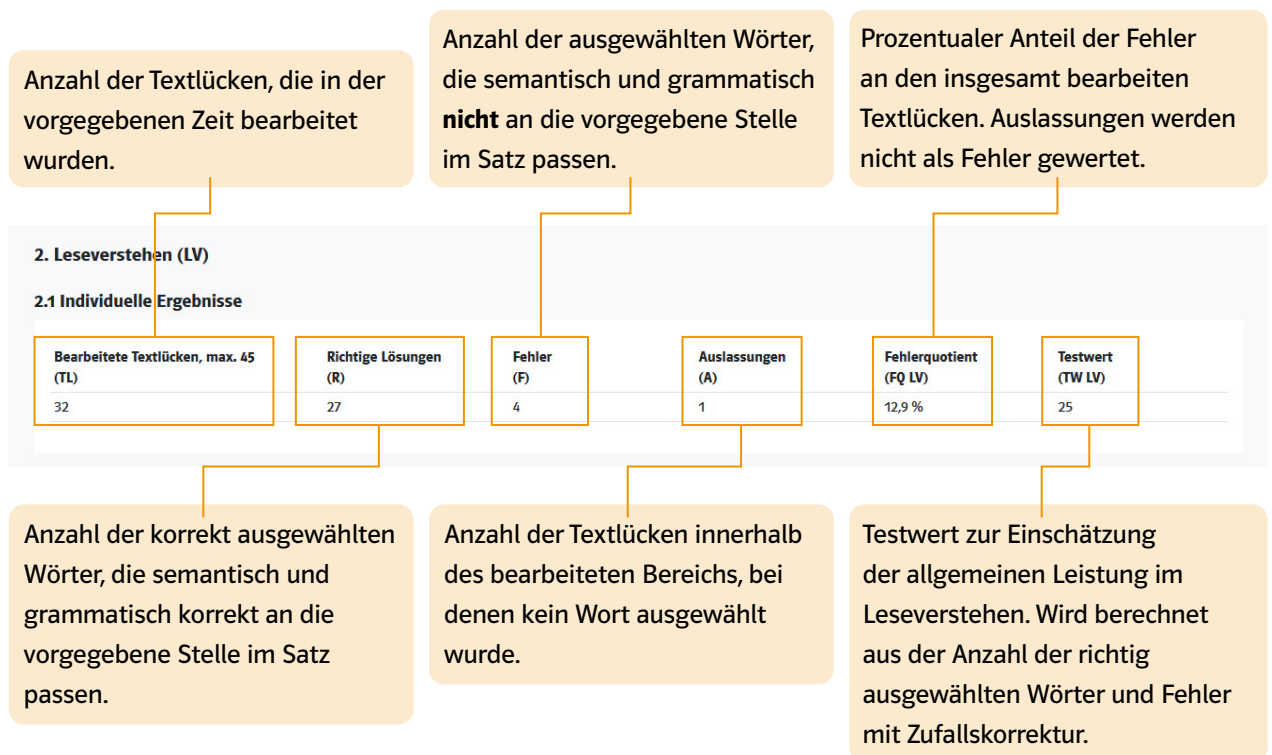 Anzahl der Textlücken, die in der
vorgegebenen Zeit bearbeitet
wurden.
Anzahl der ausgewählten Wörter,
die semantisch und grammatisch
nicht an die vorgegebene Stelle
im Satz passen.
Prozentualer Anteil der Fehler
an den insgesamt bearbeiten
Textlücken. Auslassungen werden
nicht als Fehler gewertet.
2. Leseverstehen (LV)
2.1 Individuelle Ergebnisse
Bearbeitete Textlücken, max. 45
(TL)
Richtige Lösungen
(R)
Fehler
(F)
Auslassungen
(A)
Fehlerquotient
(FQ LV)
Testwert
(TW LV)
32 27 4 1 12,9 % 25
Anzahl der korrekt ausgewählten
Wörter, die semantisch und
grammatisch korrekt an die
vorgegebene Stelle im Satz
passen.
Anzahl der Textlücken innerhalb
des bearbeiteten Bereichs, bei
denen kein Wort ausgewählt
wurde.
Testwert zur Einschätzung
der allgemeinen Leistung im
Leseverstehen. Wird berechnet
aus der Anzahl der richtig
ausgewählten Wörter und Fehler
mit Zufallskorrektur.